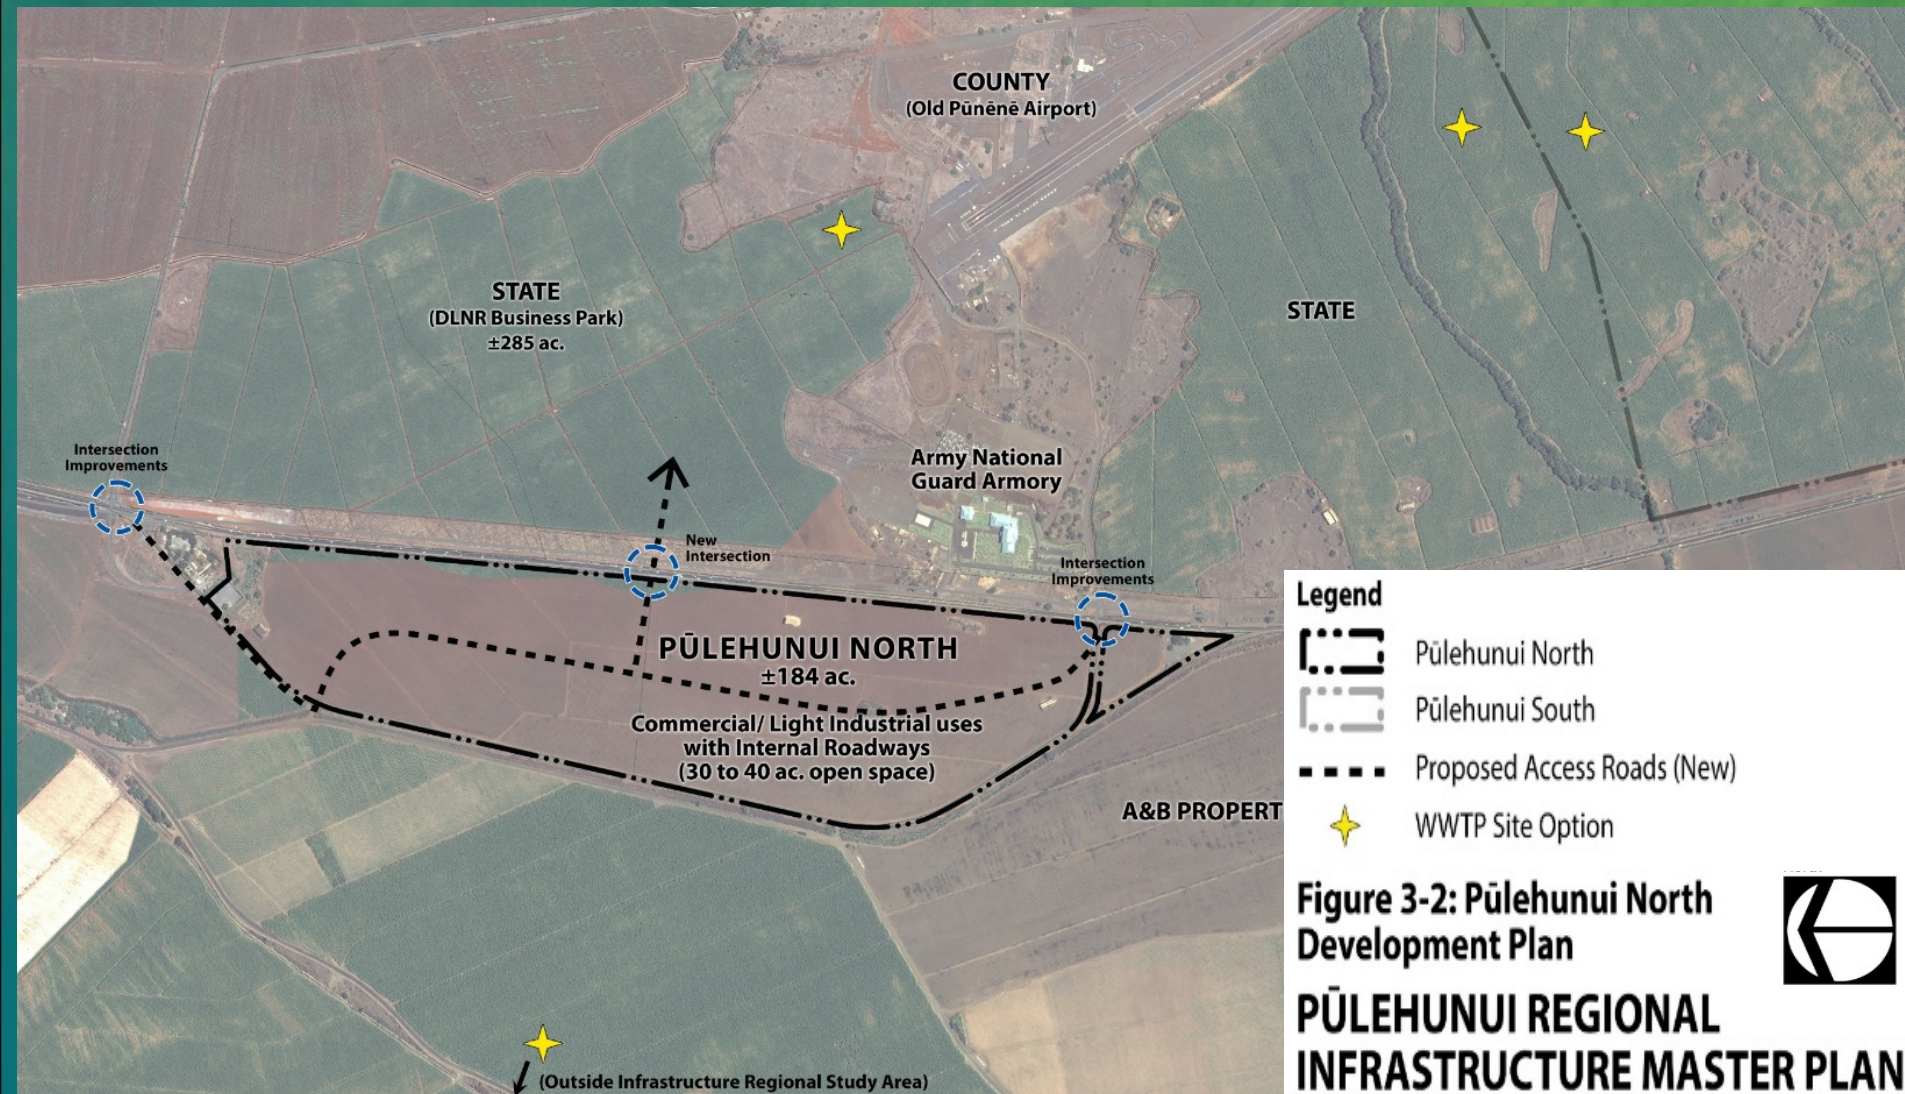 COUNTY
(Old Pūnēnē Airport)
STATE
(DLNR Business Park)
±285 ac.
STATE
Intersection
Improvements
Army National
Guard Armory
New
Intersection
Intersection
Improvements
PŪLEHUNUI NORTH
±184 ac.
Commercial/ Light Industrial uses
with Internal Roadways
(30 to 40 ac. open space)
A&B PROPERT
(Outside Infrastructure Regional Study Area)
Legend
Pūlehunui North
Pūlehunui South
Proposed Access Roads (New)
WWTP Site Option
Figure 3-2: Pūlehunui North
Development Plan
PŪLEHUNUI REGIONAL
INFRASTRUCTURE MASTER PLAN